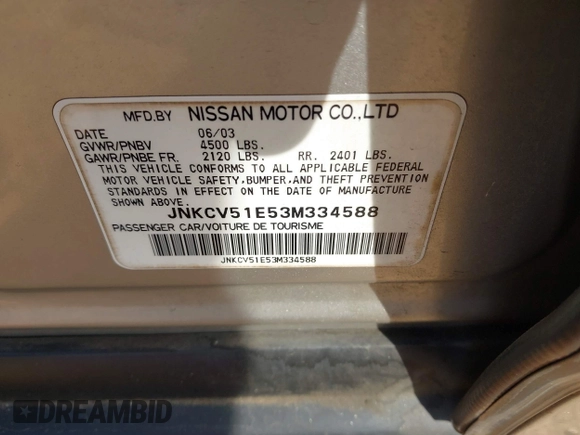 MFD.BY NISSAN MOTOR CO.,LTD
DATE 06/03
GVWR/PNBV 4500 LBS.
GAWR/PNBE FR. 2120 LBS. RR. 2401 LBS.
THIS VEHICLE CONFORMS TO ALL APPLICABLE FEDERAL
MOTOR VEHICLE SAFETY,BUMPER,AND THEFT PREVENTION
STANDARDS IN EFFECT ON THE DATE OF MANUFACTURE
SHOWN ABOVE.
JNKCV51E53M334588
PASSENGER CAR/VOITURE DE TOURISME
JNKCV51E53M334588
DREAMBID